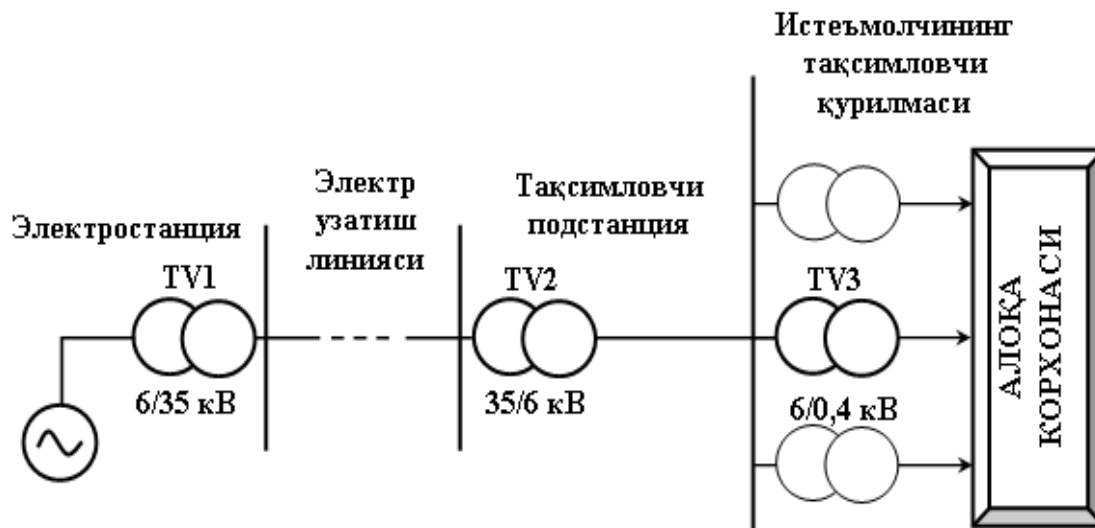 Истеъмолчининг
тақсимловчи
қурилмаси
Электр
узатиш
линияси
Тақсимловчи
подстанция
Электростанция
TV1
TV2
TV3
6/35 кВ
35/6 кВ
6/0,4 кВ
АЛОҚА
КОРХОНАСИ